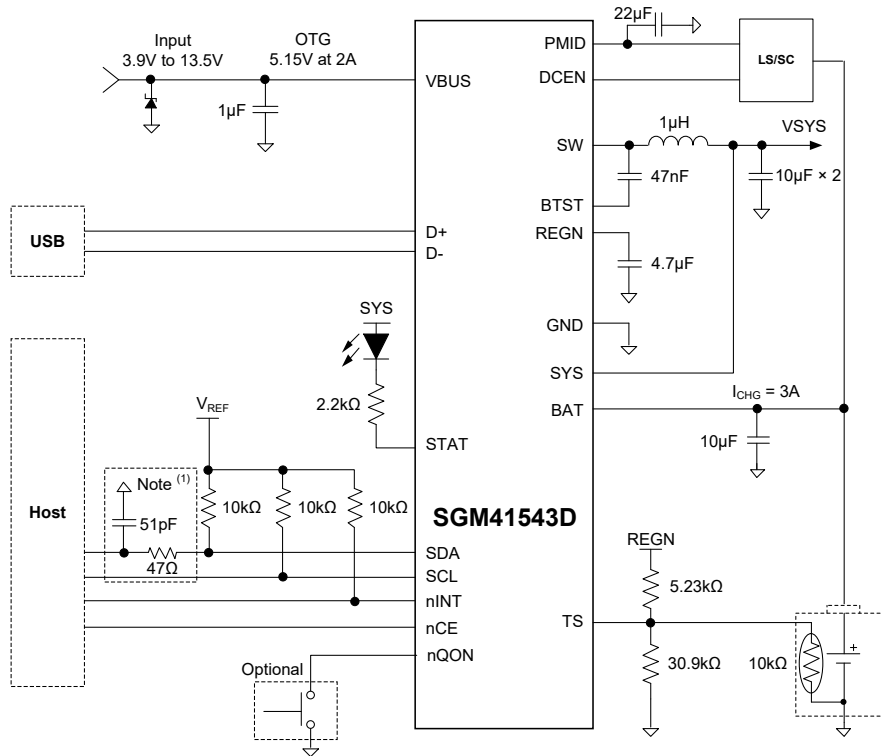 Input
3.9V to 13.5V
OTG
5.15V at 2A
1µF
VBUS
22µF
PMID
DCEN
LS/SC
SW
1µH
VSYS
47nF
10µF × 2
BTST
REGN
4.7µF
USB
D+
D-
GND
SYS
BAT
I_CHG = 3A
10µF
SYS
2.2kΩ
STAT
V_REF
Host
Note (1)
51pF
47Ω
10kΩ
10kΩ
10kΩ
SGM41543D
SDA
SCL
nINT
nCE
nQON
Optional
REGN
5.23kΩ
TS
30.9kΩ
10kΩ
+